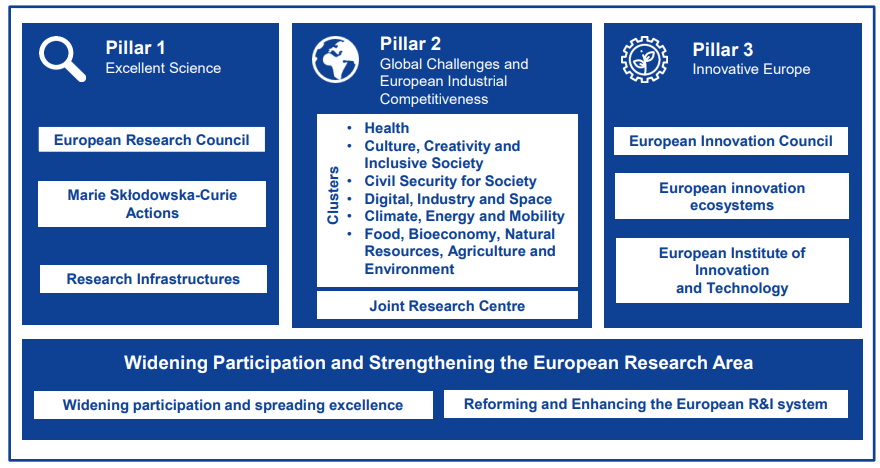 Pillar 1
Excellent Science
European Research Council
Marie Skłodowska-Curie
Actions
Research Infrastructures
Pillar 2
Global Challenges and
European Industrial
Competitiveness
Clusters
• Health
• Culture, Creativity and
Inclusive Society
• Civil Security for Society
• Digital, Industry and Space
• Climate, Energy and Mobility
• Food, Bioeconomy, Natural
Resources, Agriculture and
Environment
Joint Research Centre
Pillar 3
Innovative Europe
European Innovation Council
European innovation
ecosystems
European Institute of
Innovation
and Technology
Widening Participation and Strengthening the European Research Area
Widening participation and spreading excellence
Reforming and Enhancing the European R&I system